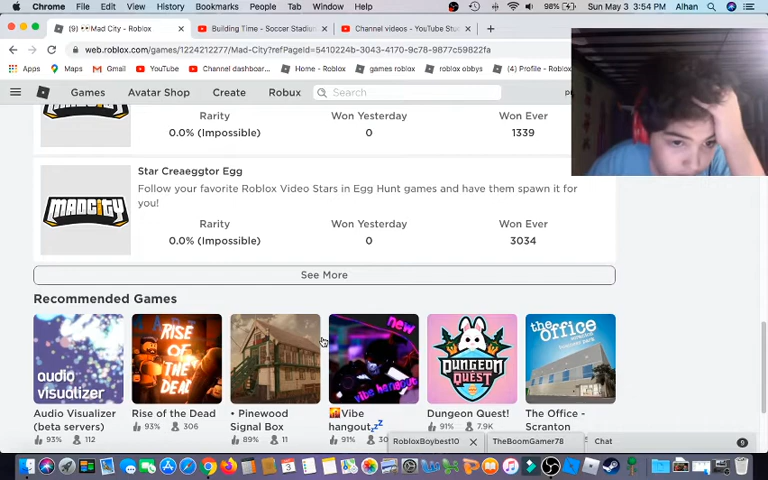 Chrome File Edit View History Bookmarks People Tab Window 98% Sun May 3 3:54 PM Alhan
Mad City - Roblox
Building Time - Soccer Stadiu
Channel videos - YouTube Stu
web.roblox.com/games/1224212277/Mad-City?refPageId=5410224b-3043-4170-9c78-9877c59822fa
Apps Maps Gmail YouTube Channel dashboar... Home - Roblox games roblox roblox obbys (4) Profile - Roblox
Games Avatar Shop Create Robux Search
Rarity Won Yesterday Won Ever
0.0% (Impossible) 0 1339
Star Creaeggtor Egg
Follow your favorite Roblox Video Stars in Egg Hunt games and have them spawn it for
you!
MADCITY
Rarity Won Yesterday Won Ever
0.0% (Impossible) 0 3034
See More
Recommended Games
audio
visualizer
RISE
OF
THE
DEAD
new
vibe hangout
DUNGEON
QUEST
the office
Audio Visualizer
(beta servers)
93% 112
Rise of the Dead
93% 306
• Pinewood
Signal Box
89% 11
Vibe
hangout
91% 30
Dungeon Quest!
91% 7.9K
The Office -
Scranton
RobloxBoybest10
TheBoomGamer78
Chat
9